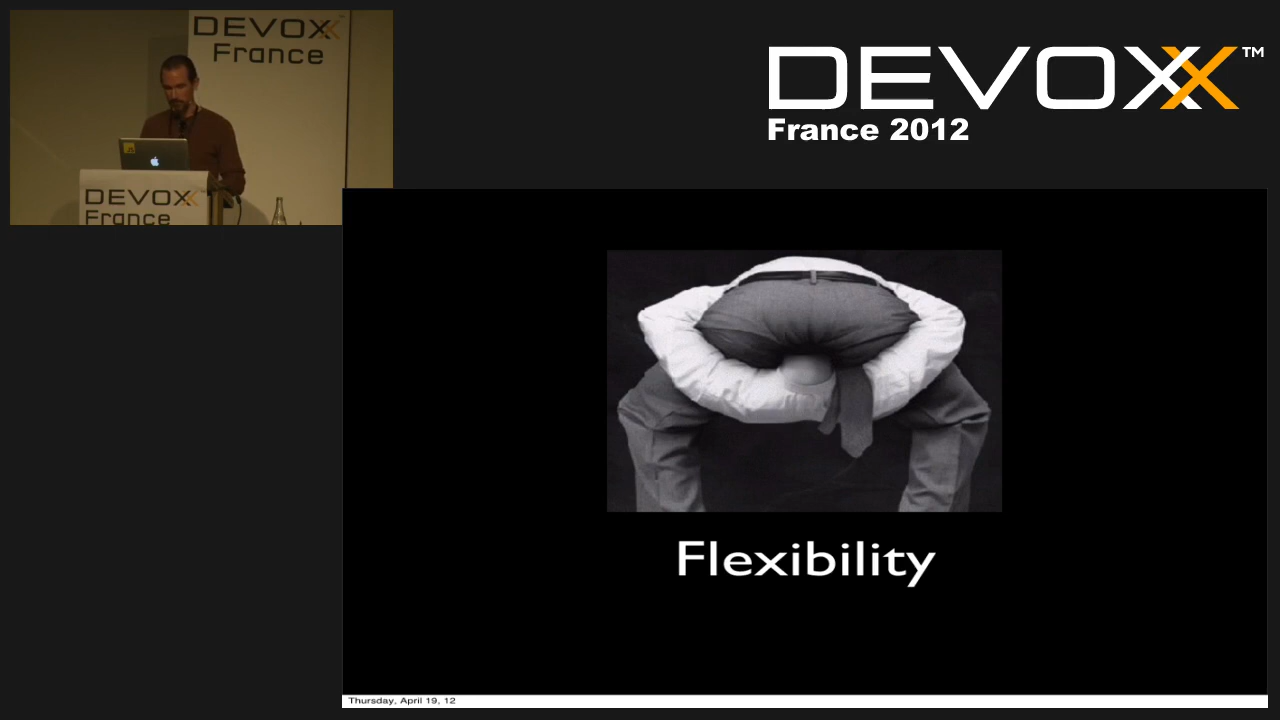 DEVOXX
France
DEVOXX
France
DEVOXX™
France 2012
Flexibility
Thursday, April 19, 12